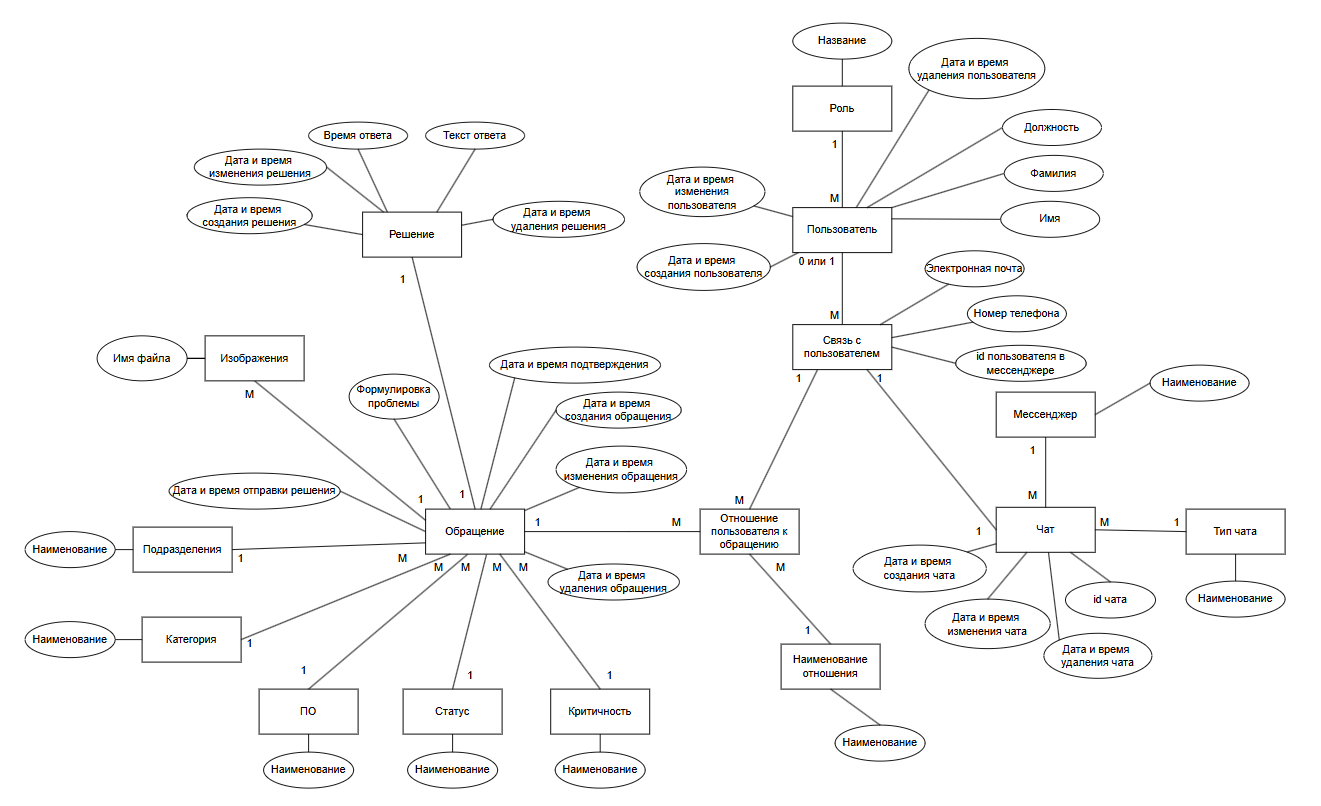 Название
Дата и время
удаления пользователя
Роль
1
Должность
Время ответа
Текст ответа
Дата и время
изменения решения
Фамилия
Дата и время
изменения
пользователя
М
Дата и время
создания решения
Решение
Дата и время
удаления решения
Пользователь
Имя
0 или 1
Дата и время
создания пользователя
Электронная почта
1
М
Номер телефона
Связь с
пользователем
id пользователя в
мессенджере
Имя файла
Изображения
Дата и время подтверждения
1
1
Наименование
М
Формулировка
проблемы
Дата и время
создания обращения
Мессенджер
1
Дата и время
изменения обращения
Дата и время отправки решения
1
1
М
М
Обращение
1
М
Отношение
пользователя к
обращению
1
Чат
М
1
Тип чата
Наименование
Подразделения
1
М
М
М
М
М
Дата и время
удаления обращения
М
Дата и время
создания чата
id чата
Наименование
Наименование
Категория
1
1
Дата и время
изменения чата
Дата и время
удаления чата
Наименование
отношения
1
1
1
ПО
Статус
Критичность
Наименование
Наименование
Наименование
Наименование